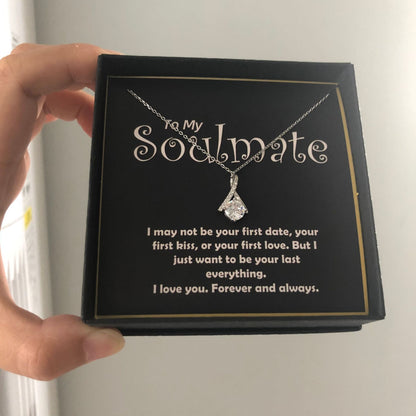 To My
Soulmate
I may not be your first date, your
first kiss, or your first love. But I
just want to be your last
everything.
I love you. Forever and always.